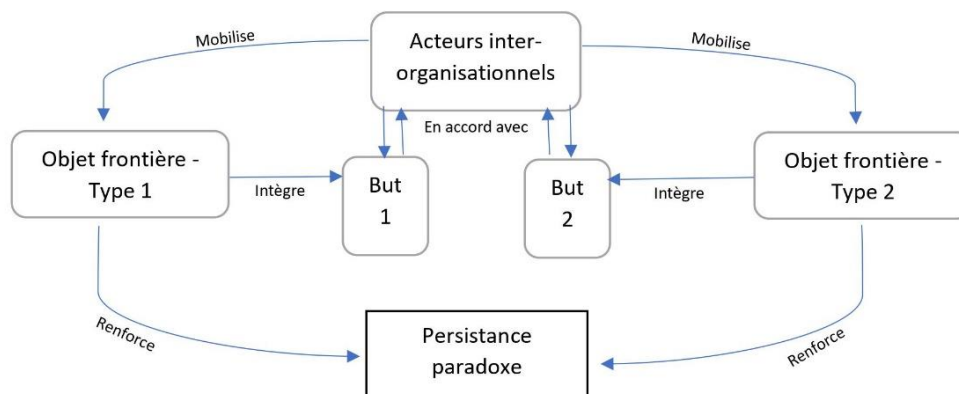 Mobilise
Acteurs inter-
organisationnels
Mobilise
En accord avec
Objet frontière -
Type 1
Intègre
But
1
But
2
Intègre
Objet frontière -
Type 2
Renforce
Persistance
paradoxe
Renforce